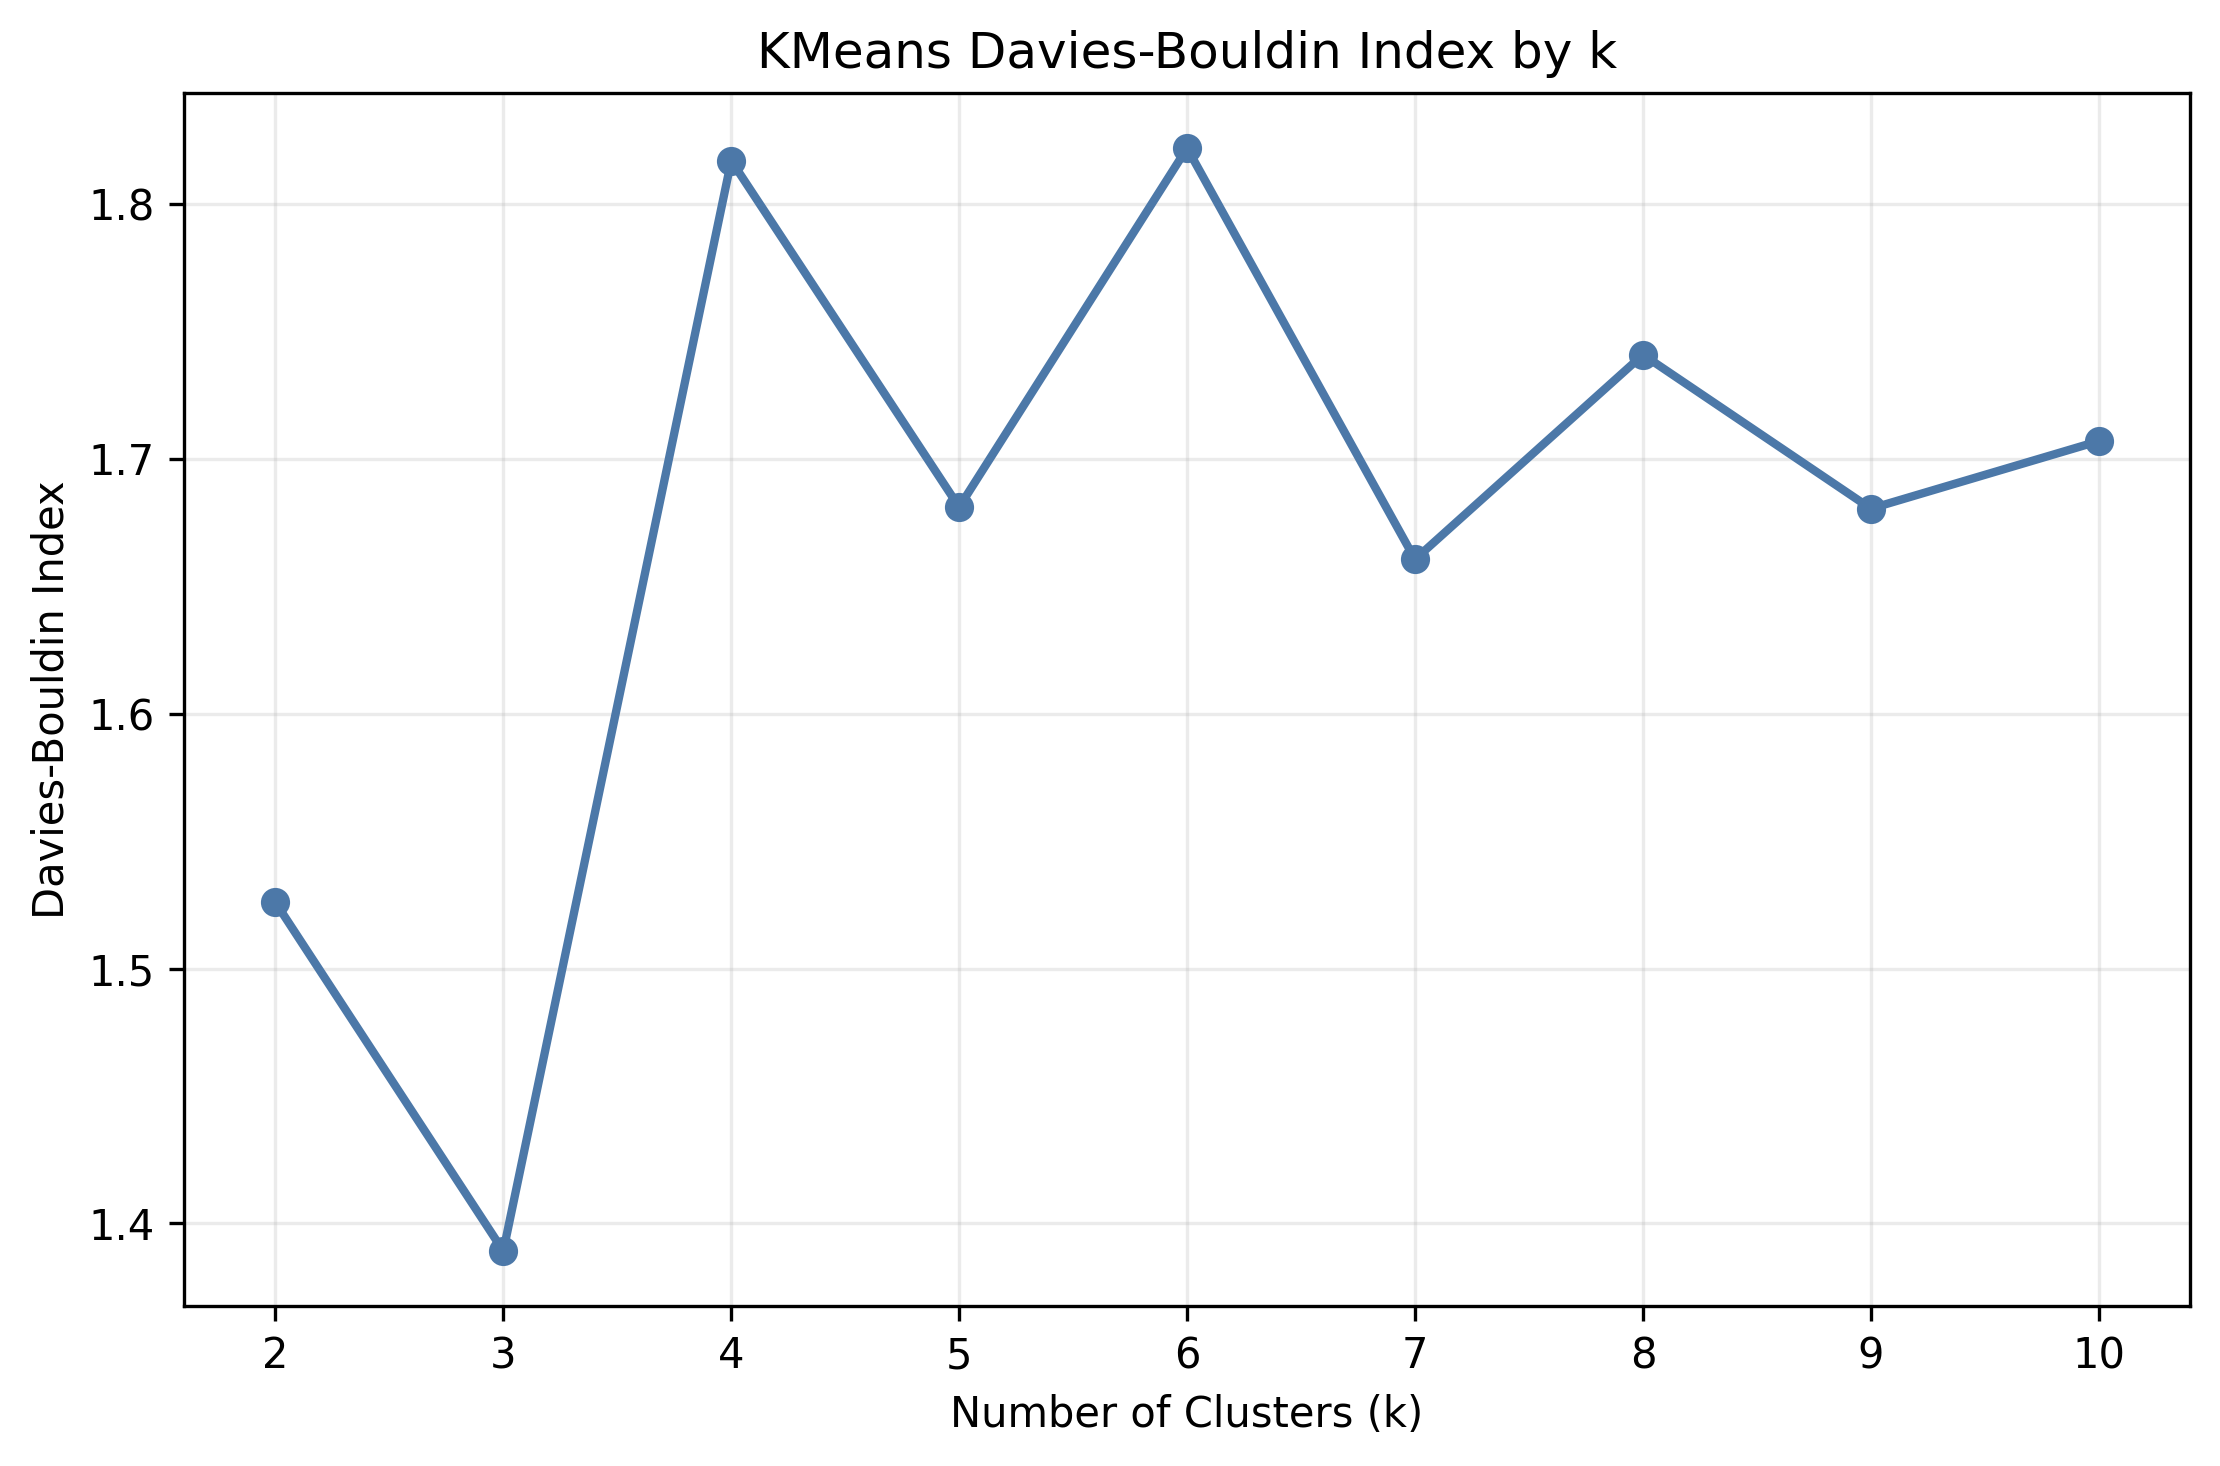 KMeans Davies-Bouldin Index by k
Davies-Bouldin Index
1.8
1.7
1.6
1.5
1.4
2 3 4 5 6 7 8 9 10
Number of Clusters (k)